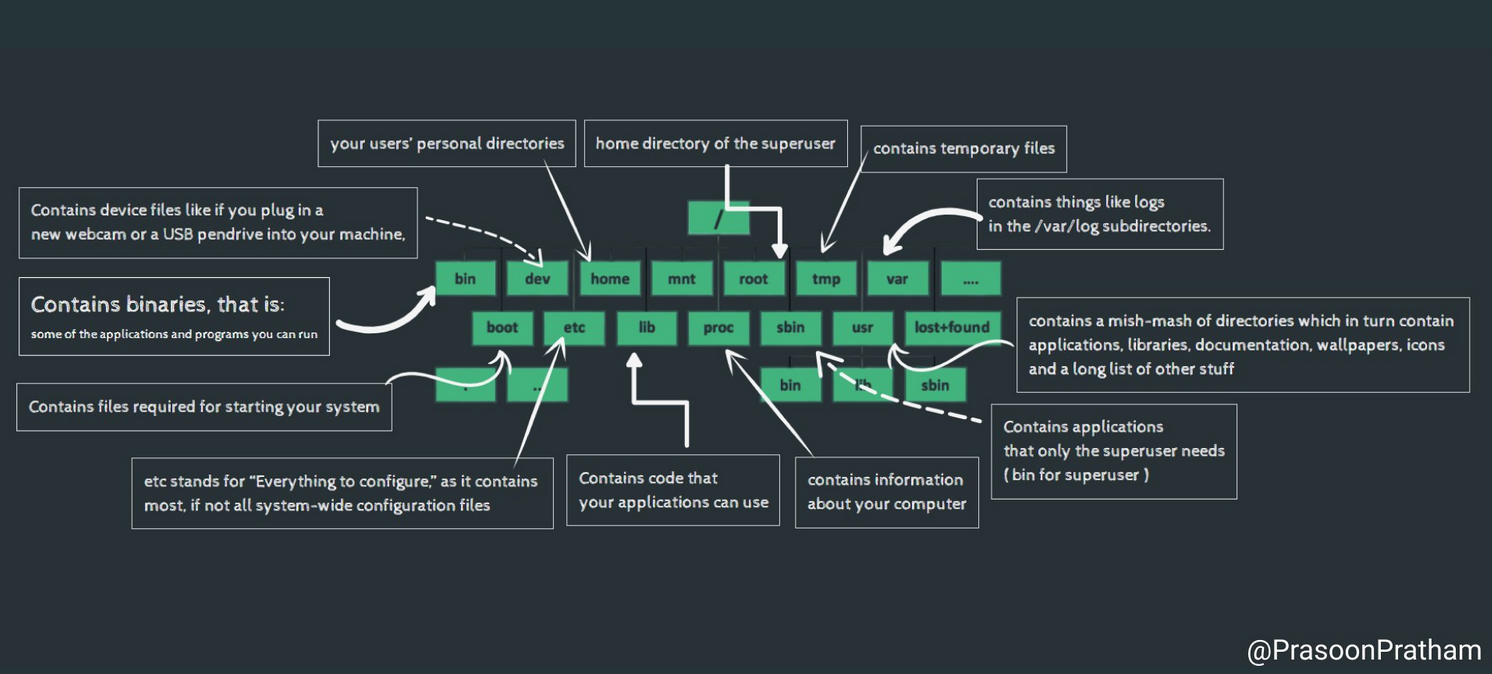 your users' personal directories
home directory of the superuser
contains temporary files
Contains device files like if you plug in a
new webcam or a USB pendrive into your machine,
contains things like logs
in the /var/log subdirectories.
/
bin
dev
home
mnt
root
tmp
var
....
Contains binaries, that is:
some of the applications and programs you can run
boot
etc
lib
proc
sbin
usr
lost+found
contains a mish-mash of directories which in turn contain
applications, libraries, documentation, wallpapers, icons
and a long list of other stuff
.
..
bin
lib
sbin
Contains files required for starting your system
Contains applications
that only the superuser needs
( bin for superuser )
etc stands for “Everything to configure,” as it contains
most, if not all system-wide configuration files
Contains code that
your applications can use
contains information
about your computer
@PrasoonPratham